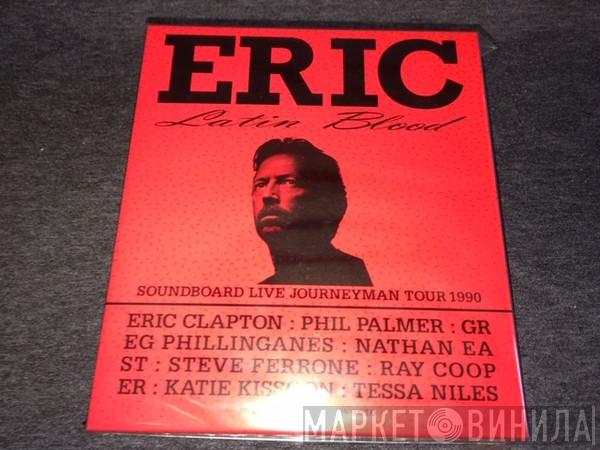 ERIC
Latin Blood
SOUNDBOARD LIVE JOURNEYMAN TOUR 1990
ERIC CLAPTON : PHIL PALMER : GR
EG PHILLINGANES : NATHAN EA
ST : STEVE FERRONE : RAY COOP
ER : KATIE KISSOON : TESSA NILES
МАРКЕТ ВИНИЛА